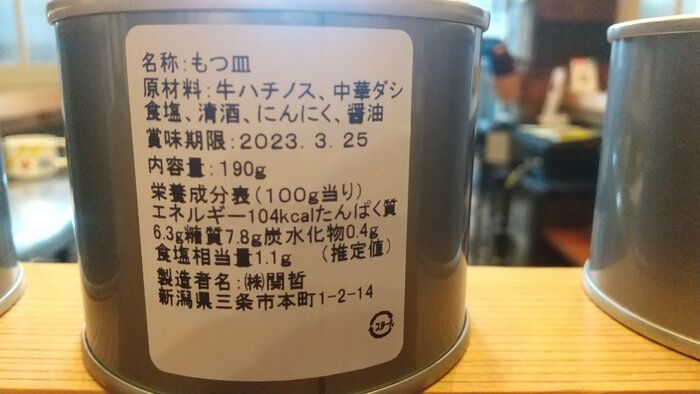 名称:もつ皿
原材料:牛ハチノス、中華ダシ
食塩、清酒、にんにく、醤油
賞味期限:2023. 3. 25
内容量:190g
栄養成分表(100g当り)
エネルギー104kcalたんぱく質
6.3g糖質7.8g炭水化物0.4g
食塩相当量1.1g (推定値)
製造者名:㈱関哲
新潟県三条市本町1-2-14
スチール